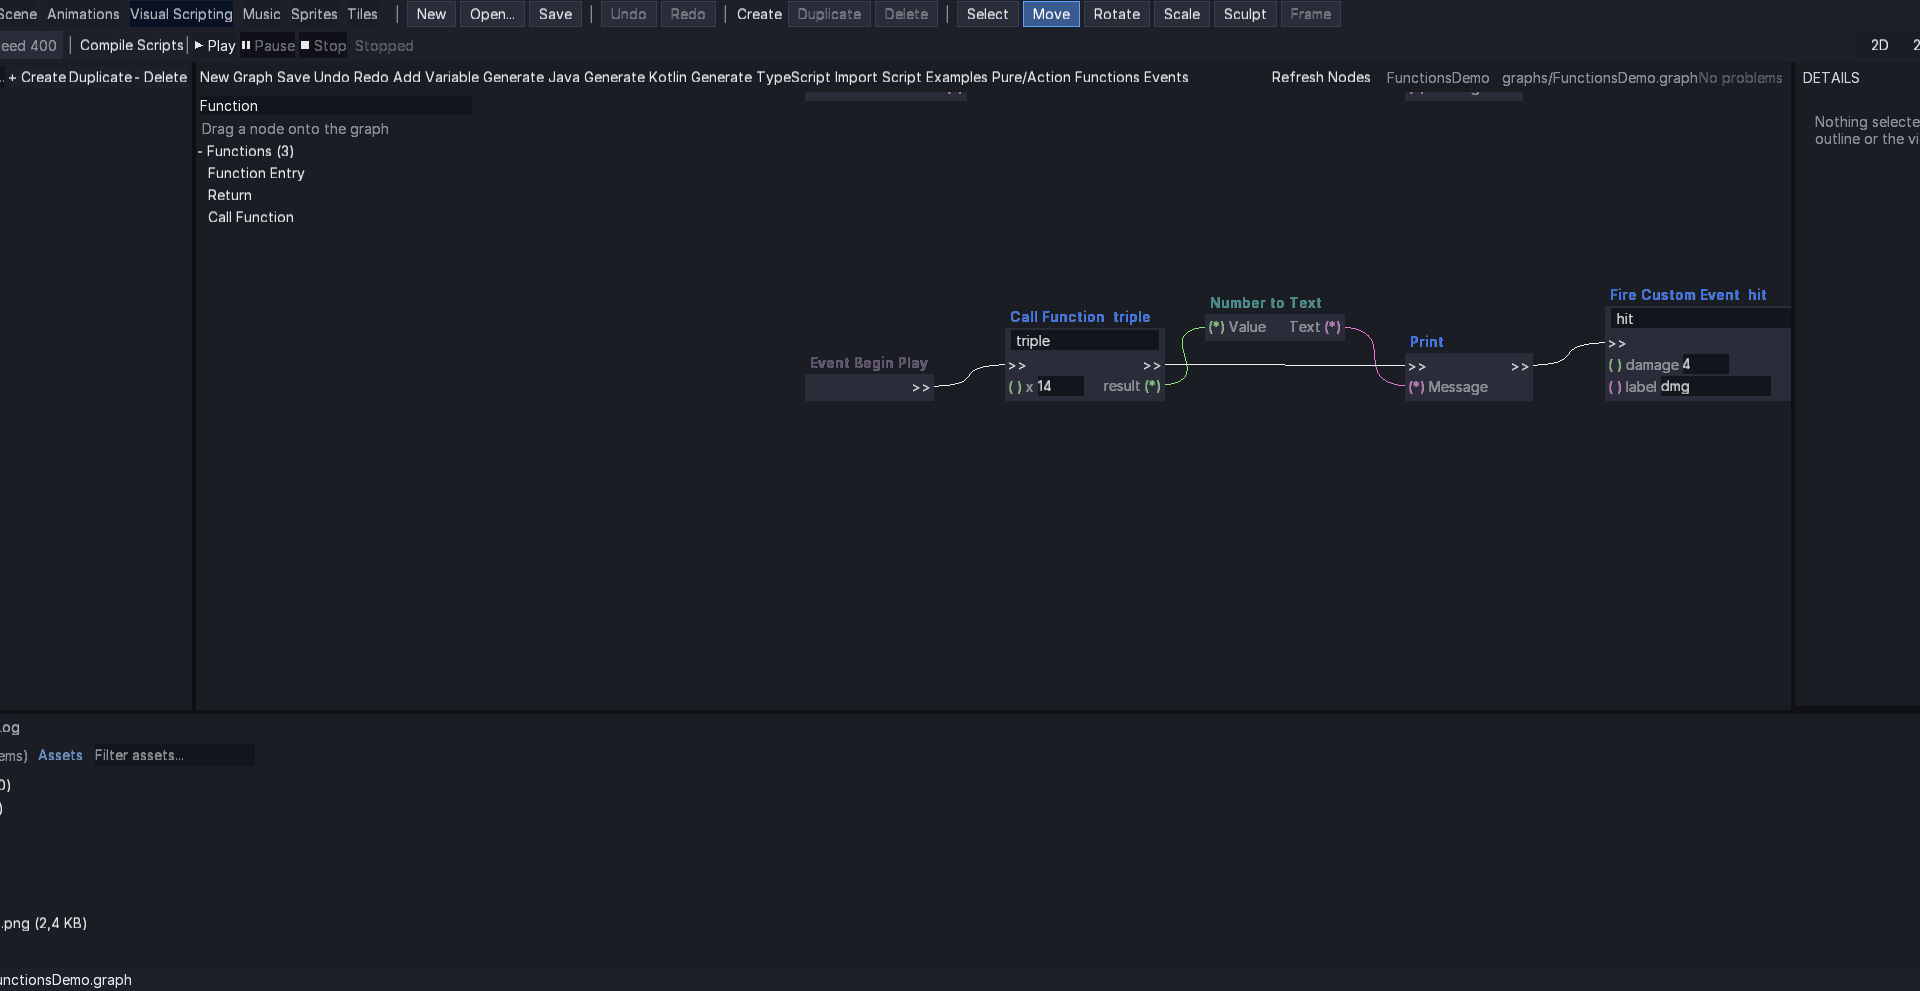 Scene Animations Visual Scripting Music Sprites Tiles | New Open... Save | Undo Redo | Create Duplicate Delete | Select Move Rotate Scale Sculpt Frame
eed 400 | Compile Scripts | Play Pause Stop Stopped 2D 2
+ Create Duplicate - Delete New Graph Save Undo Redo Add Variable Generate Java Generate Kotlin Generate TypeScript Import Script Examples Pure/Action Functions Events Refresh Nodes FunctionsDemo graphs/FunctionsDemo.graph No problems DETAILS
Function
Drag a node onto the graph
- Functions (3)
Function Entry
Return
Call Function
Nothing selecte
outline or the vi
Event Begin Play
>>
Call Function triple
triple
>> >>
( ) x 14 result (*)
Number to Text
(*) Value Text (*)
Print
>> >>
(*) Message
Fire Custom Event hit
hit
>>
( ) damage 4
( ) label dmg
Log
ems) Assets Filter assets...
0)
)
.png (2,4 KB)
unctionsDemo.graph